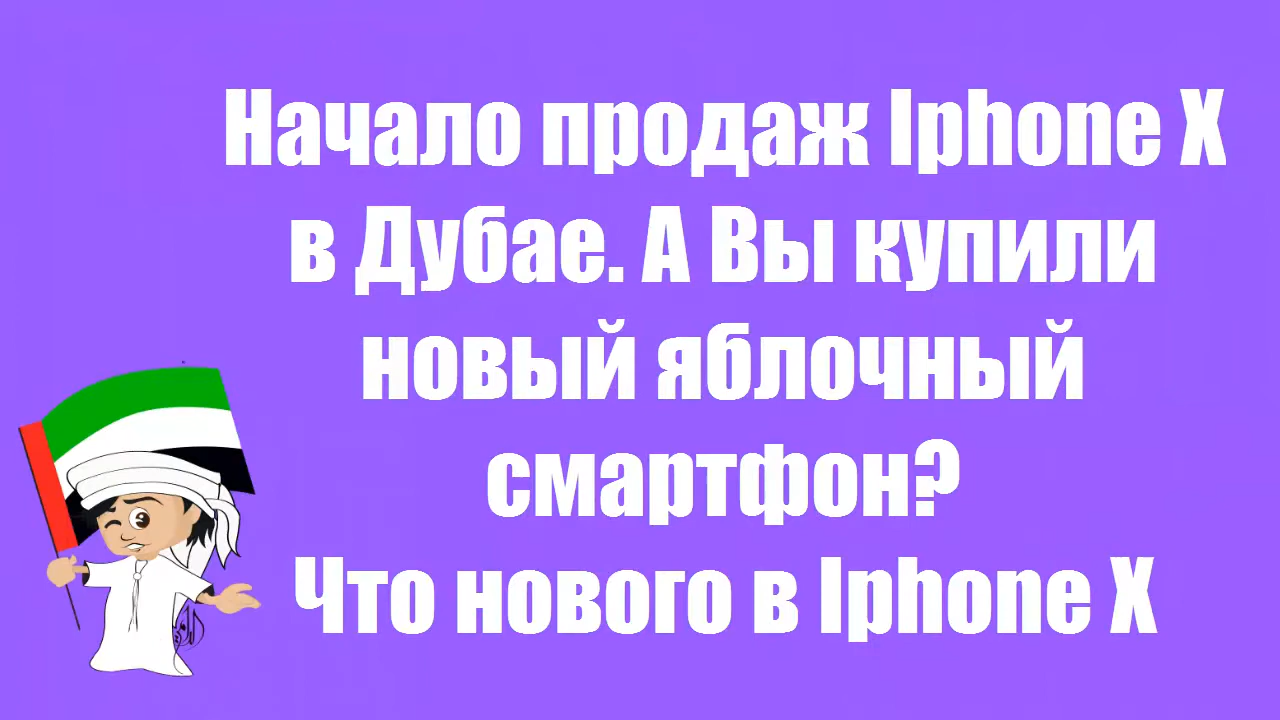 Начало продаж Iphone X
в Дубае. А Вы купили
новый яблочный
смартфон?
Что нового в Iphone X